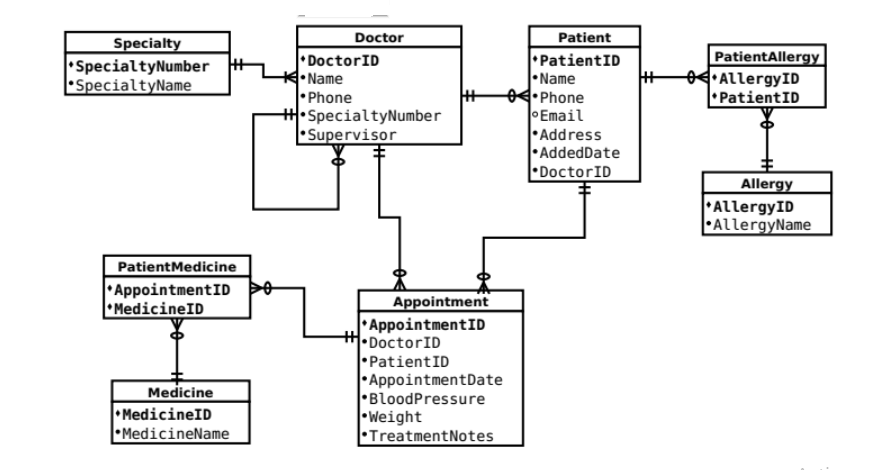 Specialty
SpecialtyNumber
SpecialtyName
Doctor
DoctorID
Name
Phone
SpecialtyNumber
Supervisor
Patient
PatientID
Name
Phone
Email
Address
AddedDate
DoctorID
PatientAllergy
AllergyID
PatientID
Allergy
AllergyID
AllergyName
PatientMedicine
AppointmentID
MedicineID
Appointment
AppointmentID
DoctorID
PatientID
AppointmentDate
BloodPressure
Weight
TreatmentNotes
Medicine
MedicineID
MedicineName